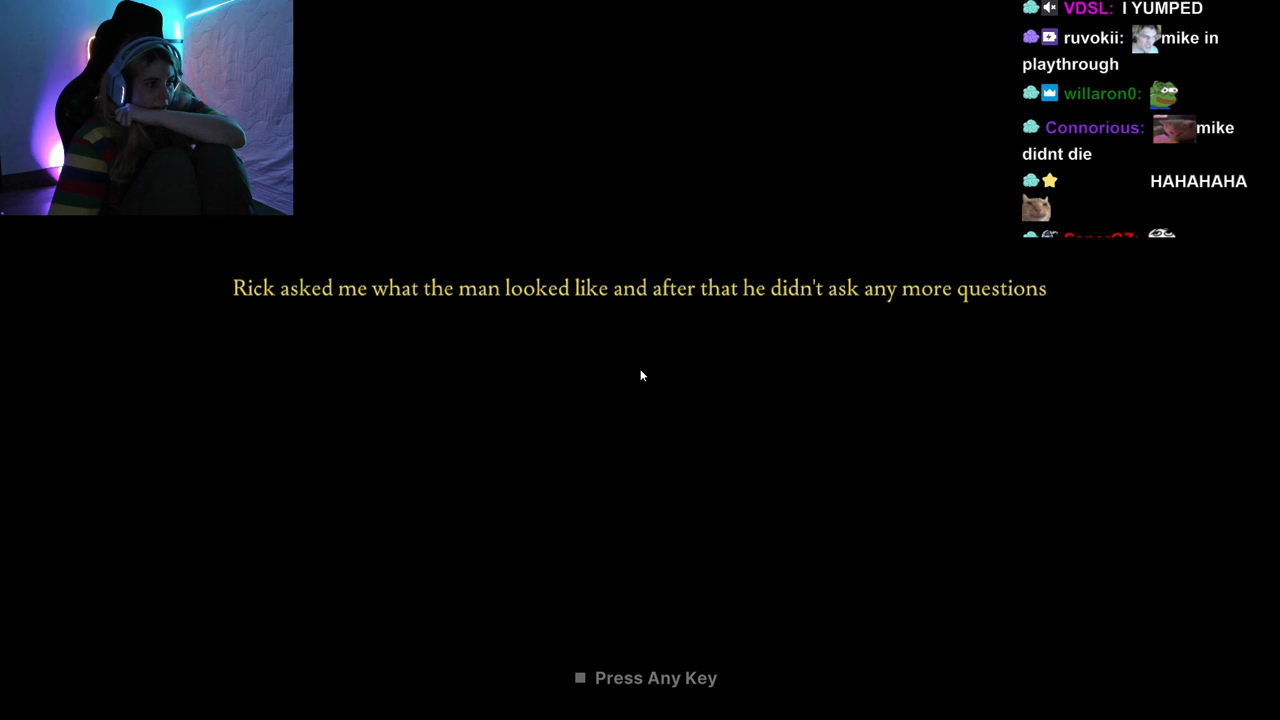 VDSL: I YUMPED
ruvokii: mike in
playthrough
willaron0:
Connorious: mike
didnt die
HAHAHAHA
Rick asked me what the man looked like and after that he didn't ask any more questions
Press Any Key